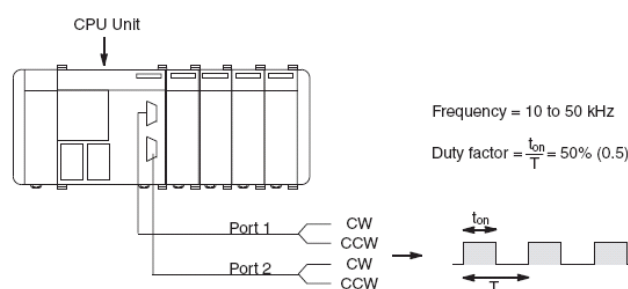 CPU Unit
Frequency = 10 to 50 kHz
Duty factor = ton/T = 50% (0.5)
Port 1
CW
CCW
Port 2
CW
CCW
ton
T